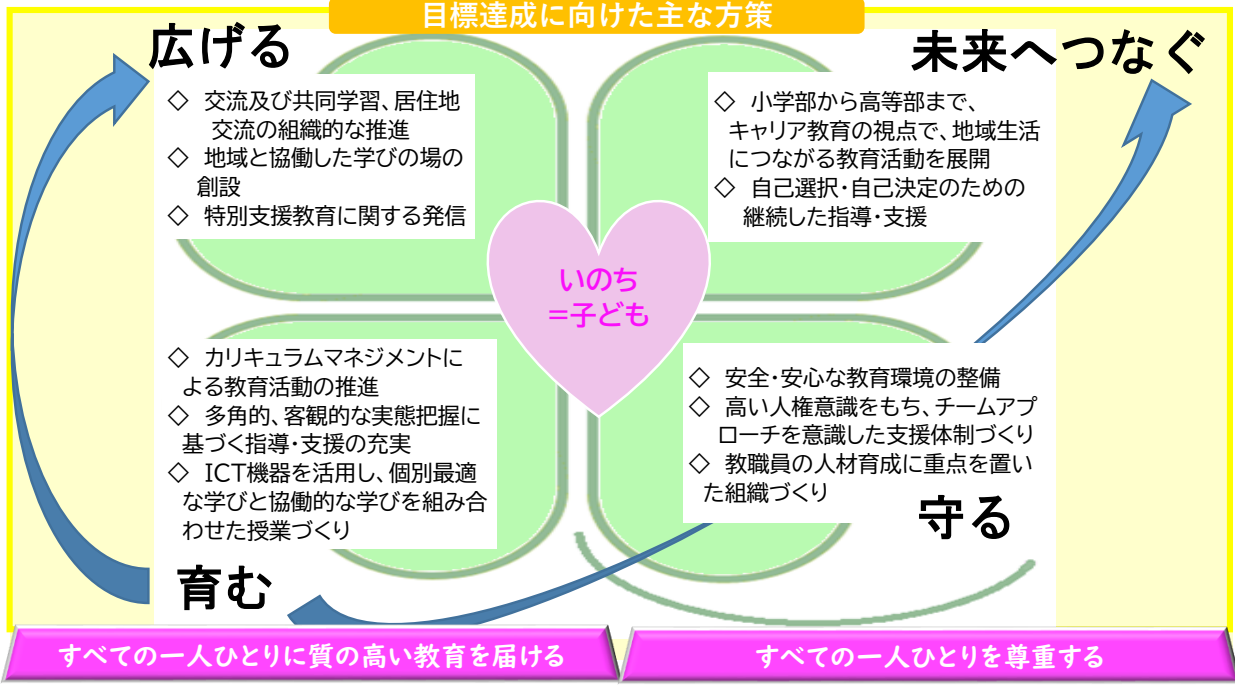 目標達成に向けた主な方策
広げる
◇ 交流及び共同学習、居住地
交流の組織的な推進
◇ 地域と協働した学びの場の
創設
◇ 特別支援教育に関する発信
未来へつなぐ
◇ 小学部から高等部まで、
キャリア教育の視点で、地域生活
につながる教育活動を展開
◇ 自己選択・自己決定のための
継続した指導・支援
いのち
=子ども
◇ カリキュラムマネジメントに
よる教育活動の推進
◇ 多角的、客観的な実態把握に
基づく指導・支援の充実
◇ ICT機器を活用し、個別最適
な学びと協働的な学びを組み合
わせた授業づくり
育む
◇ 安全・安心な教育環境の整備
◇ 高い人権意識をもち、チームアプ
ローチを意識した支援体制づくり
◇ 教職員の人材育成に重点を置い
た組織づくり
守る
すべての一人ひとりに質の高い教育を届ける
すべての一人ひとりを尊重する